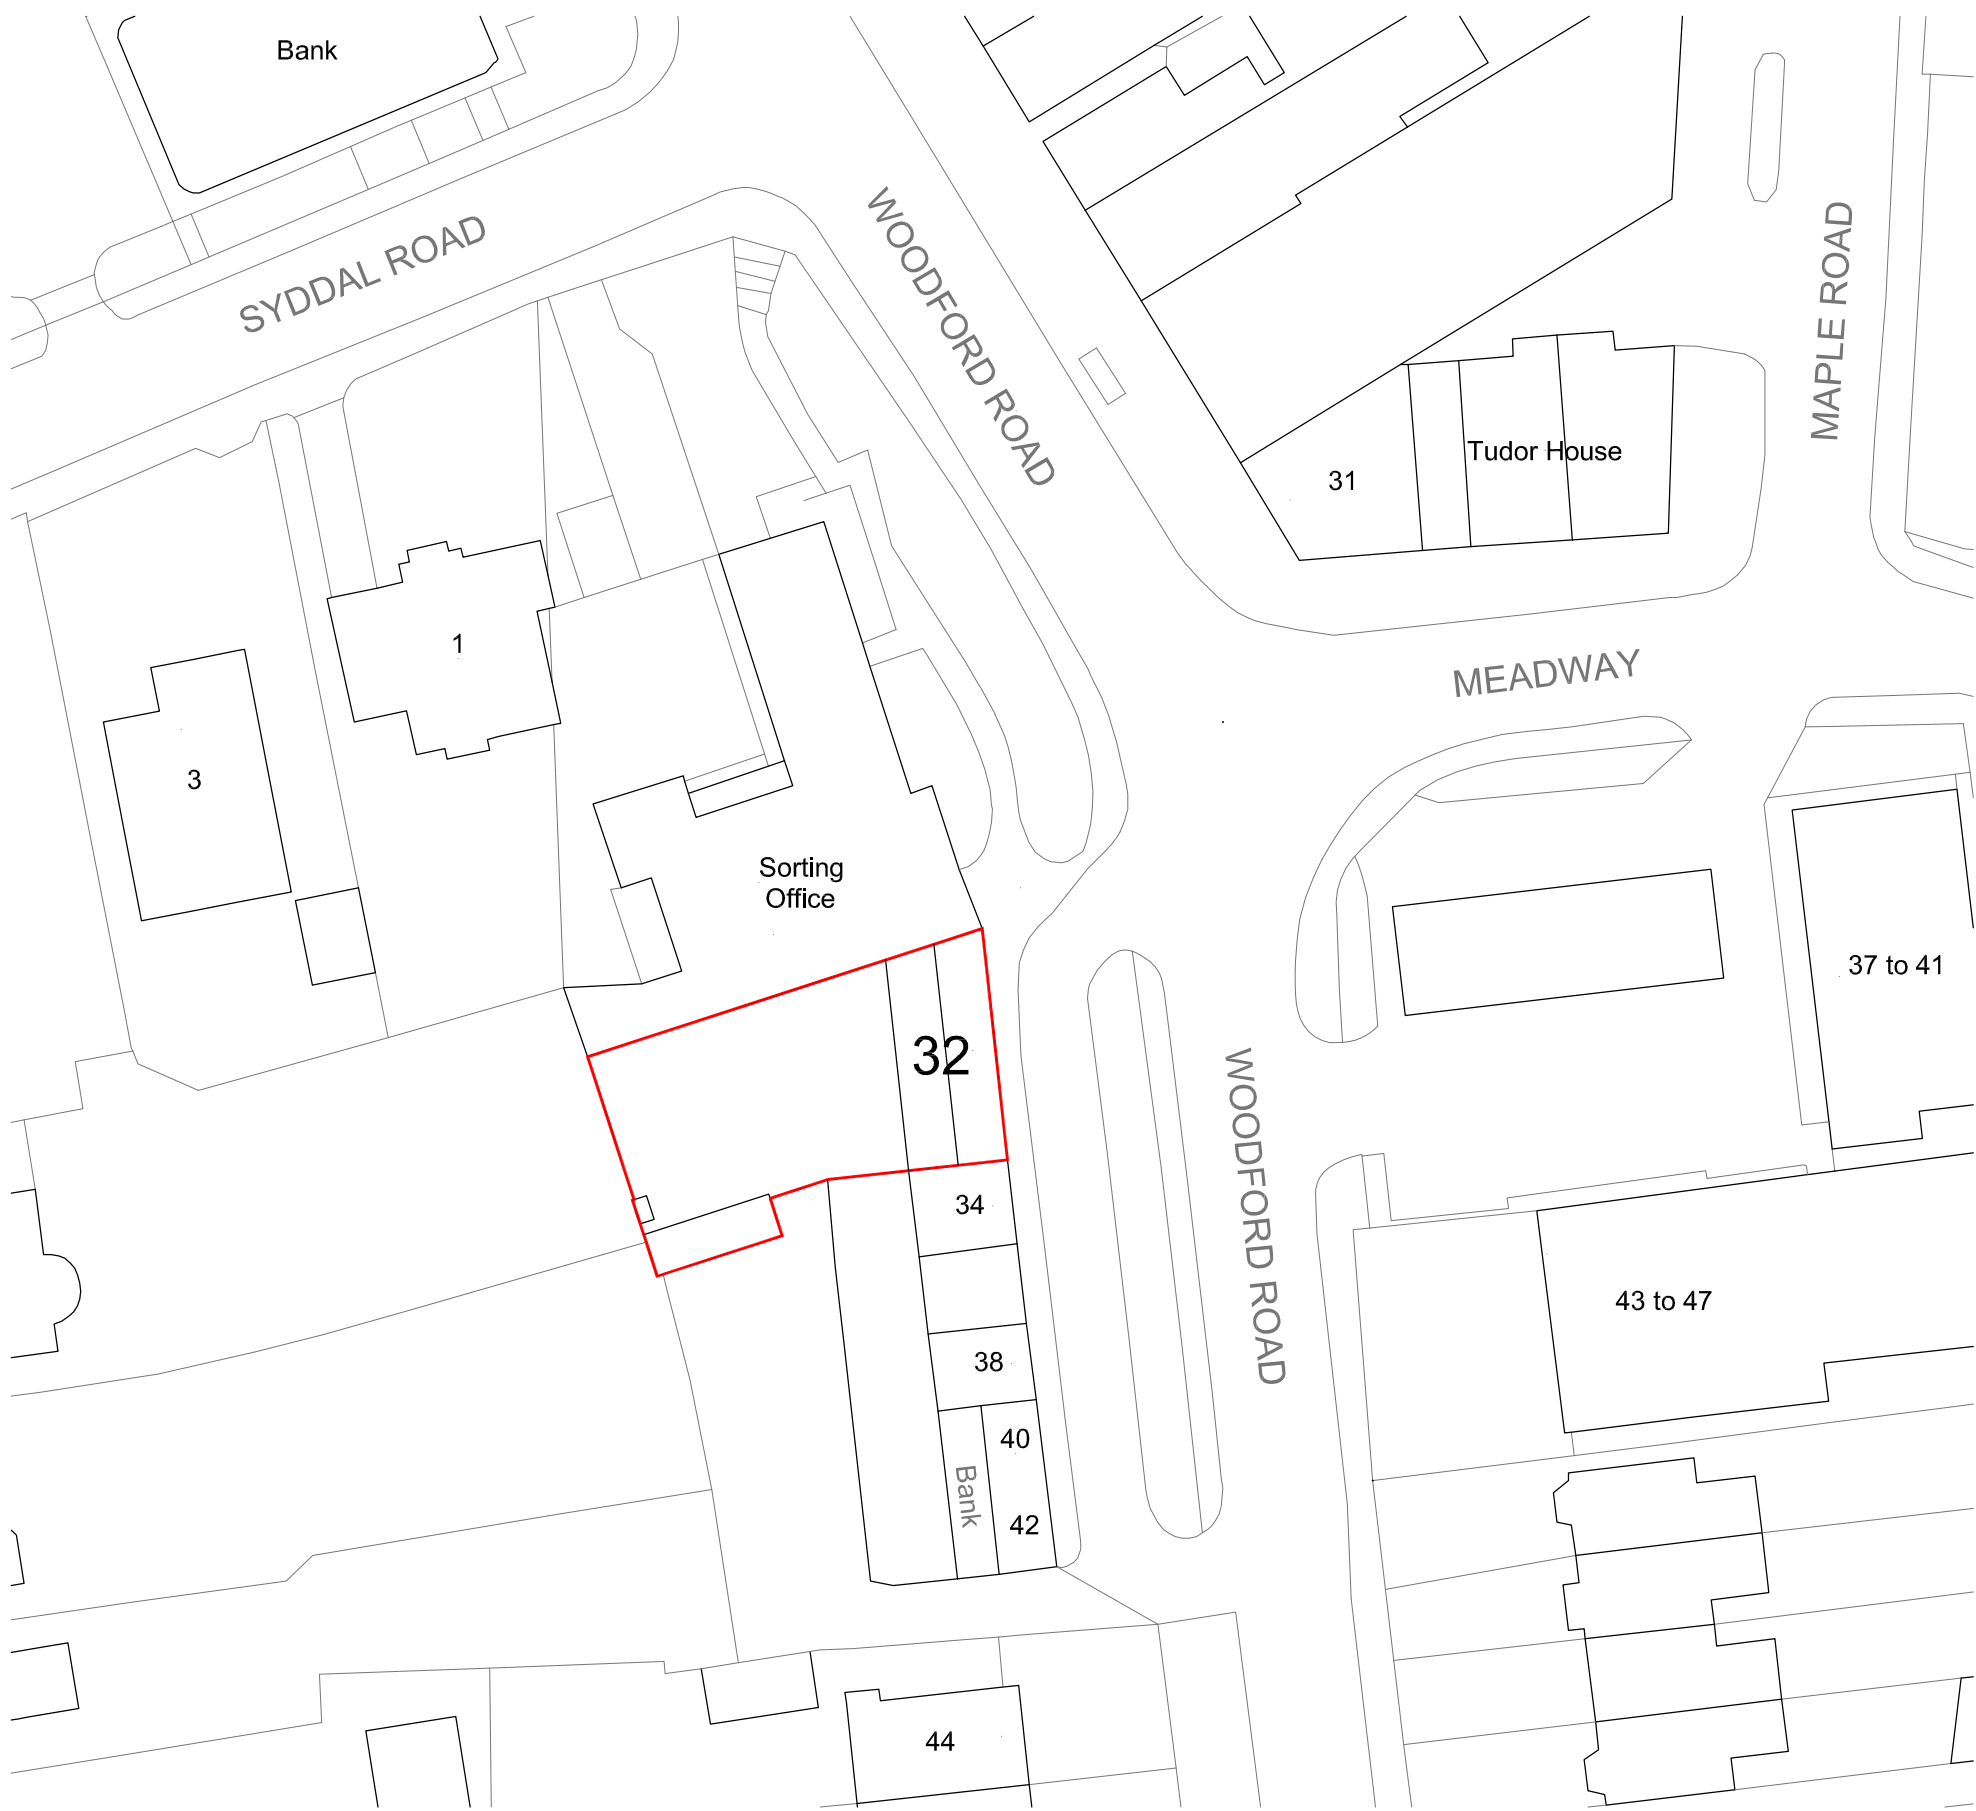 Bank
SYDDAL ROAD
WOODFORD ROAD
MAPLE ROAD
Tudor House
31
1
MEADWAY
3
Sorting
Office
37 to 41
32
WOODFORD ROAD
34
43 to 47
38
40
Bank
42
44